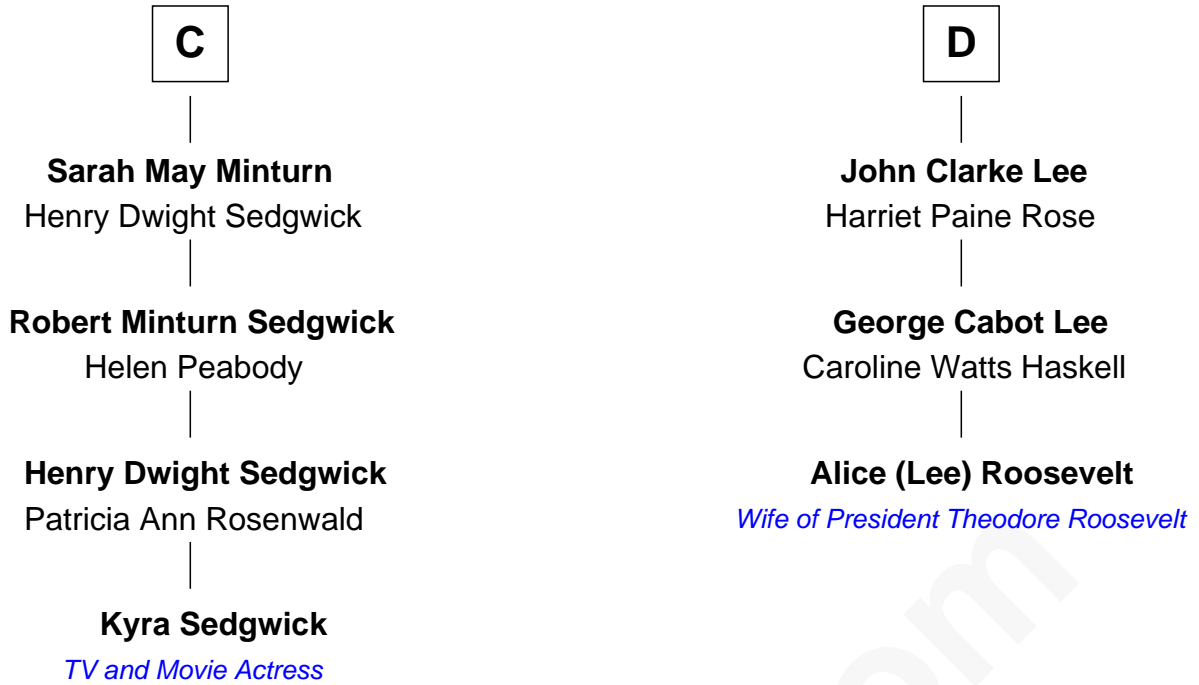 C
Sarah May Minturn
Henry Dwight Sedgwick
Robert Minturn Sedgwick
Helen Peabody
Henry Dwight Sedgwick
Patricia Ann Rosenwald
Kyra Sedgwick
TV and Movie Actress
D
John Clarke Lee
Harriet Paine Rose
George Cabot Lee
Caroline Watts Haskell
Alice (Lee) Roosevelt
Wife of President Theodore Roosevelt
om